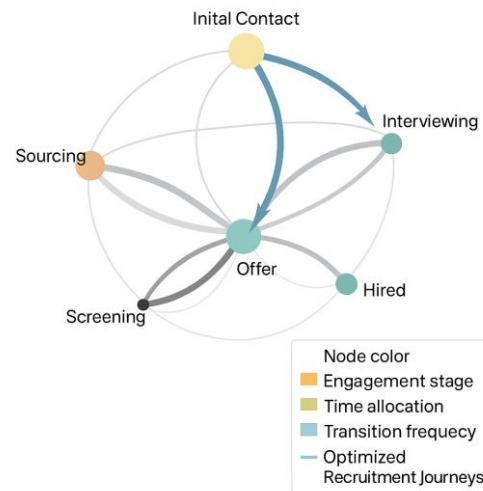 Inital Contact
Interviewing
Sourcing
Offer
Hired
Screening
Node color
Engagement stage
Time allocation
Transition frequecy
Optimized
Recruitment Journeys